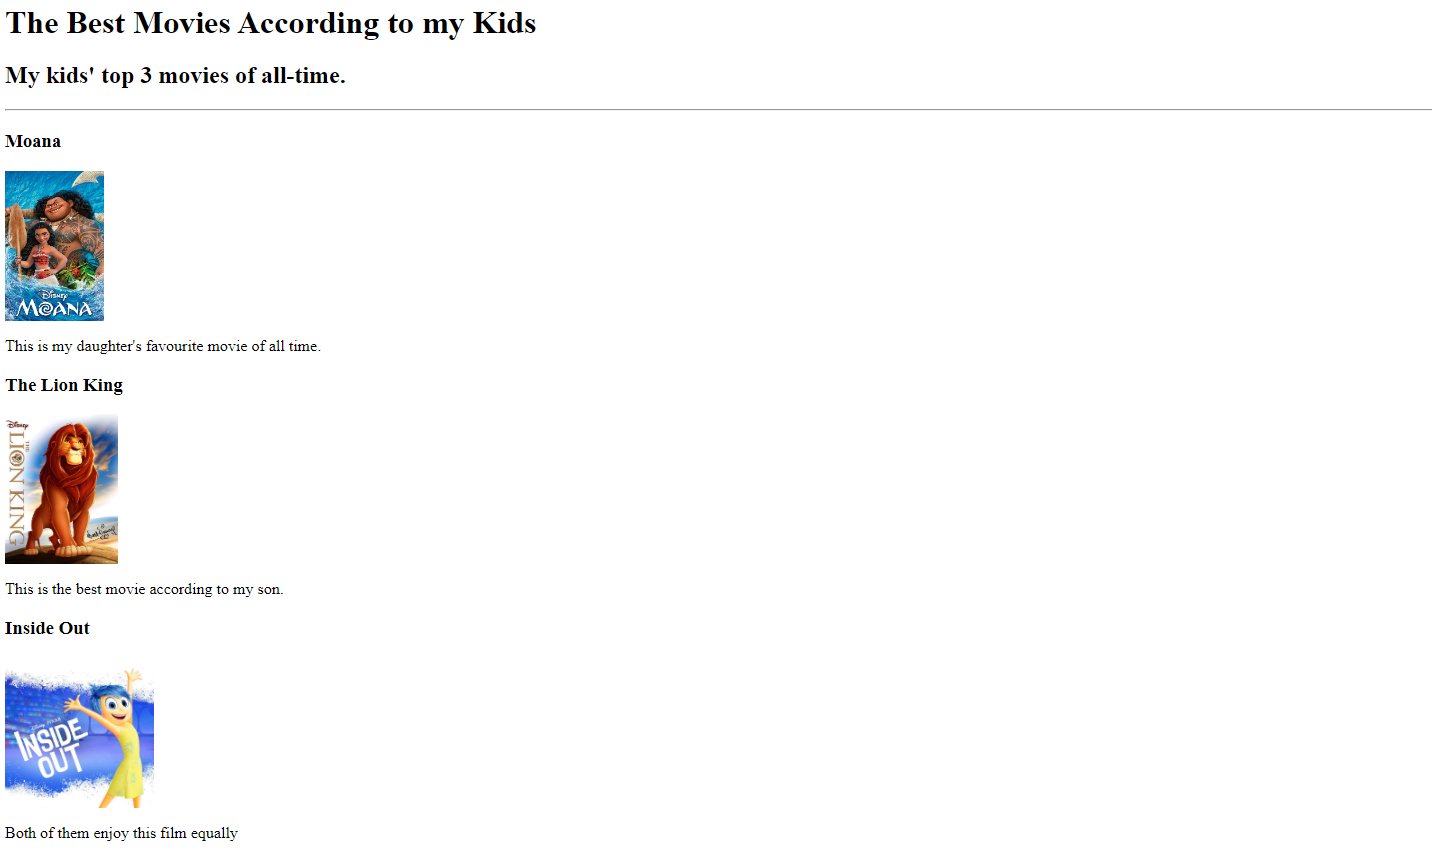 The Best Movies According to my Kids
My kids' top 3 movies of all-time.
Moana
Disney
MOANA
This is my daughter's favourite movie of all time.
The Lion King
Disney
THE
LION KING
This is the best movie according to my son.
Inside Out
Disney PIXAR
INSIDE
OUT
Both of them enjoy this film equally